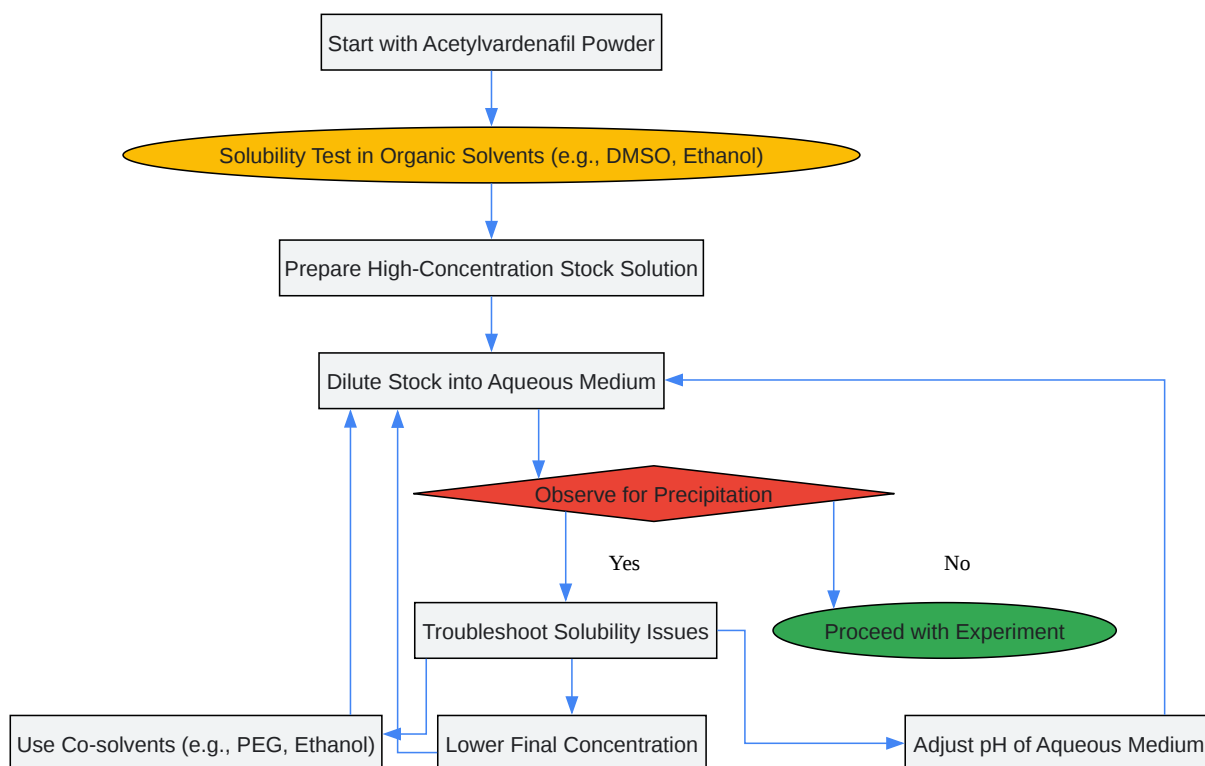 Start with Acetylvardenafil Powder
Solubility Test in Organic Solvents (e.g., DMSO, Ethanol)
Prepare High-Concentration Stock Solution
Dilute Stock into Aqueous Medium
Observe for Precipitation
Yes
No
Troubleshoot Solubility Issues
Proceed with Experiment
Use Co-solvents (e.g., PEG, Ethanol)
Lower Final Concentration
Adjust pH of Aqueous Medium